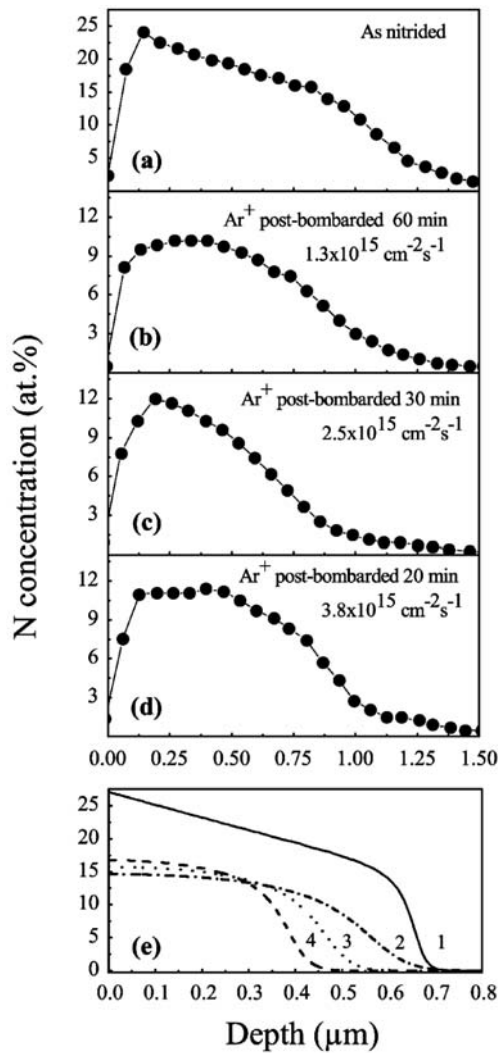 As nitrided
25
20
15
10
5
(a)
Ar+ post-bombarded 60 min
1.3x10^15 cm^-2s^-1
12
9
6
3
(b)
Ar+ post-bombarded 30 min
2.5x10^15 cm^-2s^-1
12
9
6
3
(c)
Ar+ post-bombarded 20 min
3.8x10^15 cm^-2s^-1
12
9
6
3
(d)
0.00 0.25 0.50 0.75 1.00 1.25 1.50
N concentration (at.%)
25
20
15
10
5
0
(e)
4 3 2 1
0.0 0.1 0.2 0.3 0.4 0.5 0.6 0.7 0.8
Depth (µm)